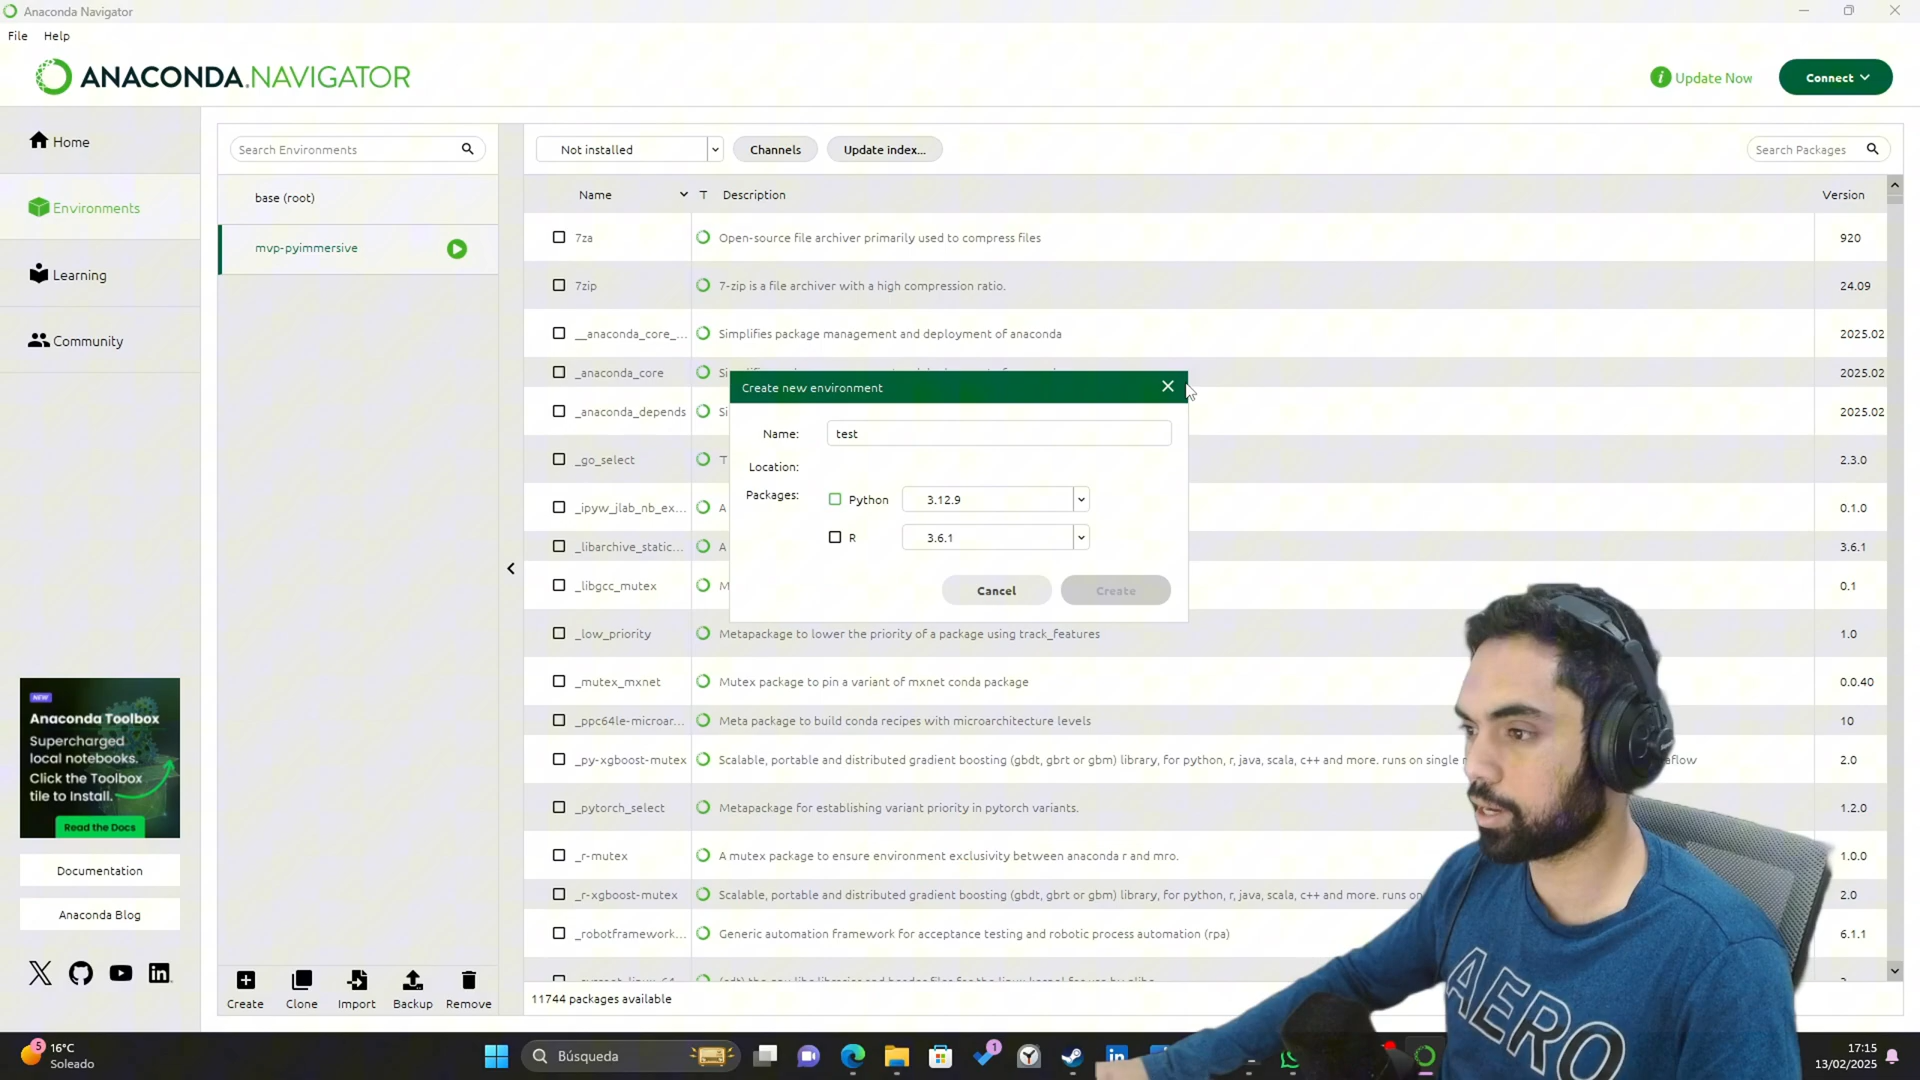 Anaconda Navigator
File Help
ANACONDA.NAVIGATOR
i Update Now
Connect
Home
Environments
Learning
Community
Search Environments
base (root)
mvp-pyimmersive
Not installed
Channels
Update index...
Search Packages
Name T Description Version
7za Open-source file archiver primarily used to compress files 920
7zip 7-zip is a file archiver with a high compression ratio. 24.09
__anaconda_core_... Simplifies package management and deployment of anaconda 2025.02
_anaconda_core 2025.02
_anaconda_depends Si 2025.02
_go_select T 2.3.0
_ipyw_jlab_nb_ex... A 0.1.0
_libarchive_static... A 3.6.1
_libgcc_mutex M 0.1
_low_priority Metapackage to lower the priority of a package using track_features 1.0
_mutex_mxnet Mutex package to pin a variant of mxnet conda package 0.0.40
_ppc64le-microar... Meta package to build conda recipes with microarchitecture levels 10
_py-xgboost-mutex Scalable, portable and distributed gradient boosting (gbdt, gbrt or gbm) library, for python, r, java, scala, c++ and more. runs on single 2.0
_pytorch_select Metapackage for establishing variant priority in pytorch variants. 1.2.0
_r-mutex A mutex package to ensure environment exclusivity between anaconda r and mro. 1.0.0
_r-xgboost-mutex Scalable, portable and distributed gradient boosting (gbdt, gbrt or gbm) library, for python, r, java, scala, c++ and more. runs on 2.0
_robotframework... Generic automation framework for acceptance testing and robotic process automation (rpa) 6.1.1
11744 packages available
Create new environment
Name: test
Location:
Packages: Python 3.12.9
R 3.6.1
Cancel Create
NEW
Anaconda Toolbox
Supercharged
local notebooks.
Click the Toolbox
tile to Install.
Read the Docs
Documentation
Anaconda Blog
Create Clone Import Backup Remove
AERO
5
16°C
Soleado
Búsqueda
1
17:15
13/02/2025